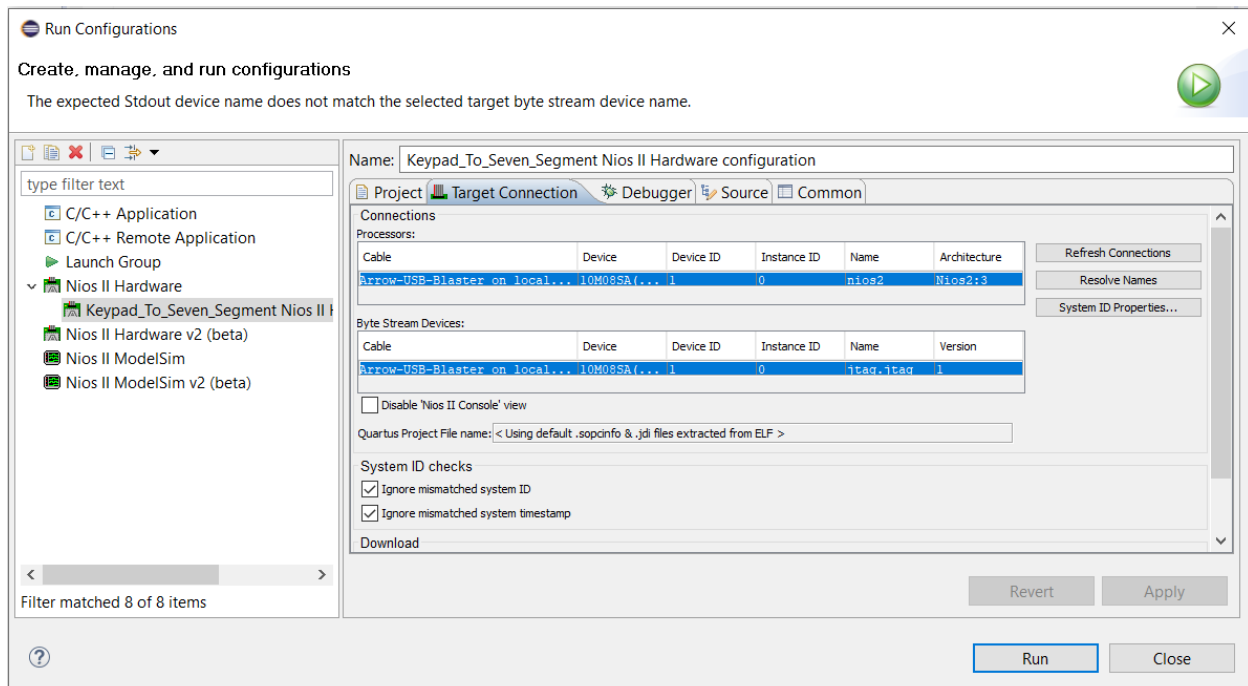 Run Configurations
Create, manage, and run configurations
The expected Stdout device name does not match the selected target byte stream device name.
type filter text
C/C++ Application
C/C++ Remote Application
Launch Group
Nios II Hardware
Keypad_To_Seven_Segment Nios II H
Nios II Hardware v2 (beta)
Nios II ModelSim
Nios II ModelSim v2 (beta)
Filter matched 8 of 8 items
Name: Keypad_To_Seven_Segment Nios II Hardware configuration
Project Target Connection Debugger Source Common
Connections
Processors:
Cable Device Device ID Instance ID Name Architecture
Arrow-USB-Blaster on local... 10M08SA(... 1 0 nios2 Nios2:3
Refresh Connections
Resolve Names
System ID Properties...
Byte Stream Devices:
Cable Device Device ID Instance ID Name Version
Arrow-USB-Blaster on local... 10M08SA(... 1 0 jtag.jtag 1
Disable 'Nios II Console' view
Quartus Project File name: < Using default .sopcinfo & .jdi files extracted from ELF >
System ID checks
Ignore mismatched system ID
Ignore mismatched system timestamp
Download
Revert Apply
Run Close